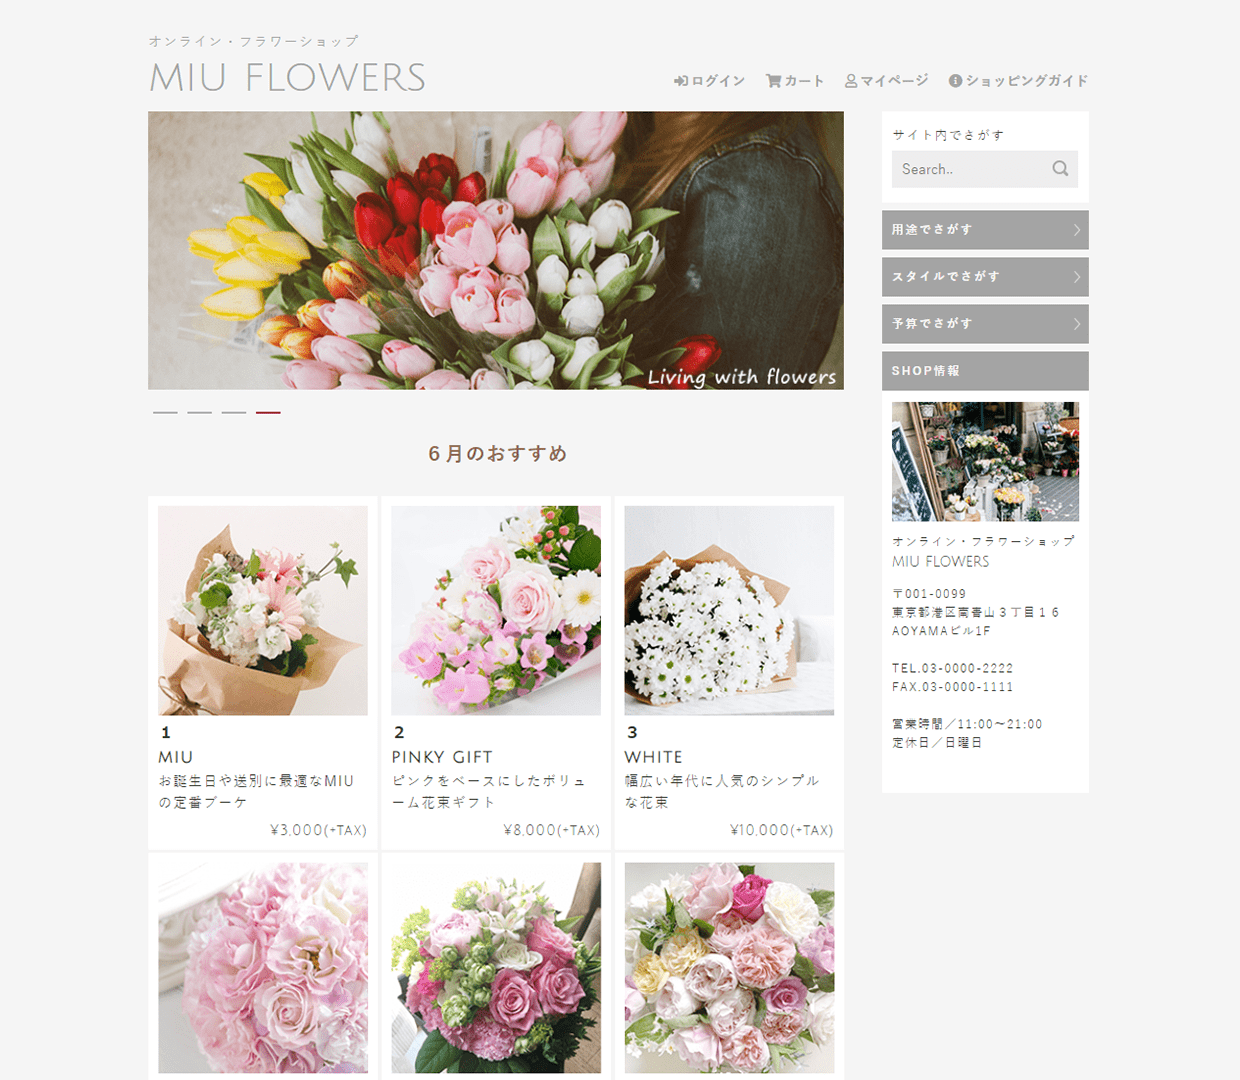 オンライン・フラワーショップ
MIU FLOWERS
ログイン
カート
マイページ
ショッピングガイド
Living with flowers
サイト内でさがす
Search..
用途でさがす
スタイルでさがす
予算でさがす
SHOP情報
オンライン・フラワーショップ
MIU FLOWERS
〒001-0099
東京都港区南青山３丁目１６
AOYAMAビル1F
TEL.03-0000-2222
FAX.03-0000-1111
営業時間／11:00〜21:00
定休日／日曜日
６月のおすすめ
1
MIU
お誕生日や送別に最適なMIU
の定番ブーケ
¥3,000(+TAX)
2
PINKY GIFT
ピンクをベースにしたボリュ
ーム花束ギフト
¥8,000(+TAX)
3
WHITE
幅広い年代に人気のシンプル
な花束
¥10,000(+TAX)